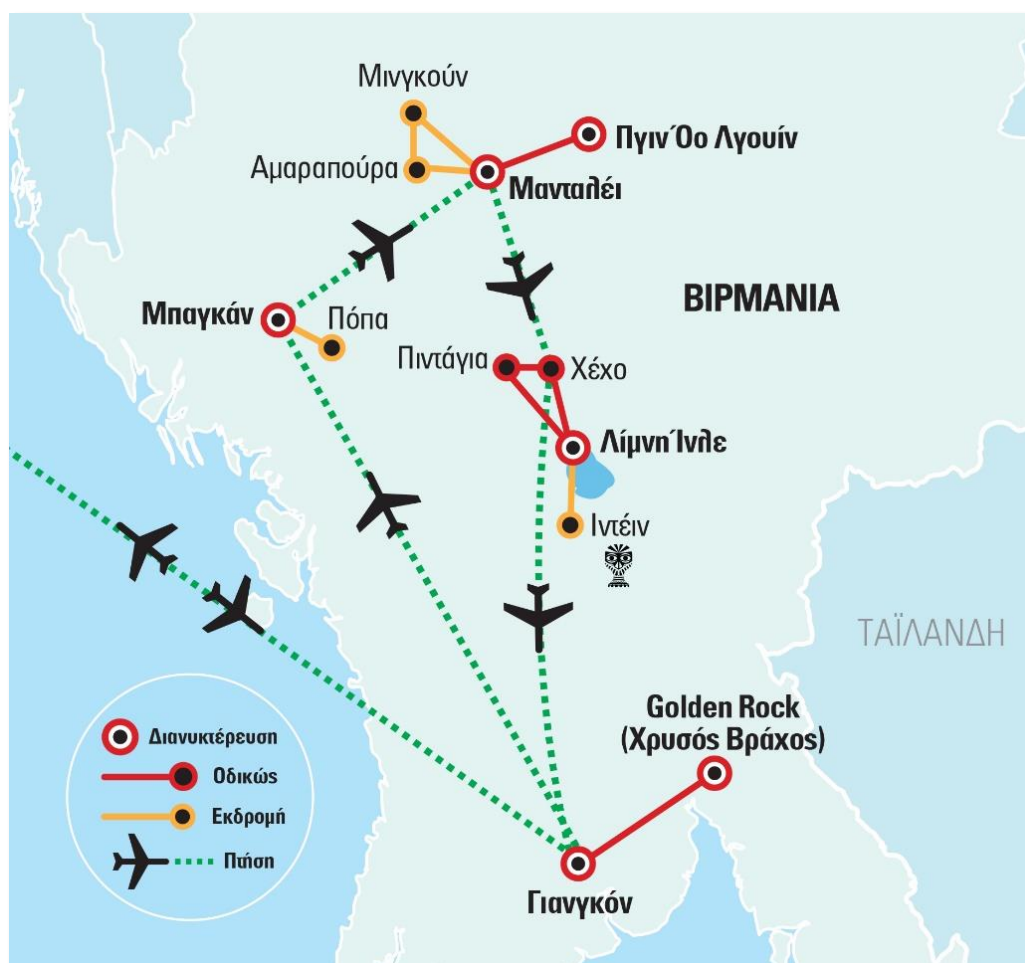 Μινγκούν
Πγιν Όο Λγουίν
Αμαραπούρα
Μανταλέι
ΒΙΡΜΑΝΙΑ
Μπαγκάν
Πόπα
Πιντάγια
Χέχο
Λίμνη Ίνλε
Ιντέιν
ΤΑΪΛΑΝΔΗ
Golden Rock
(Χρυσός Βράχος)
Γιανγκόν
Διανυκτέρευση
Οδικώς
Εκδρομή
Πτήση